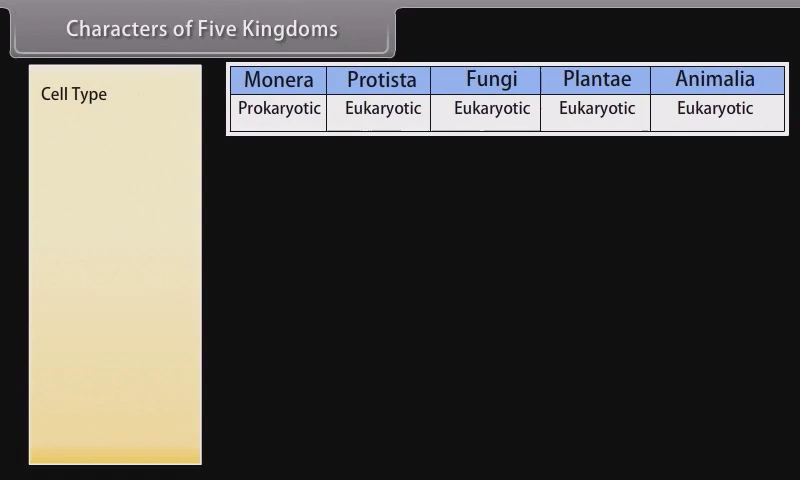 Characters of Five Kingdoms
Cell Type
Monera Protista Fungi Plantae Animalia
Prokaryotic Eukaryotic Eukaryotic Eukaryotic Eukaryotic